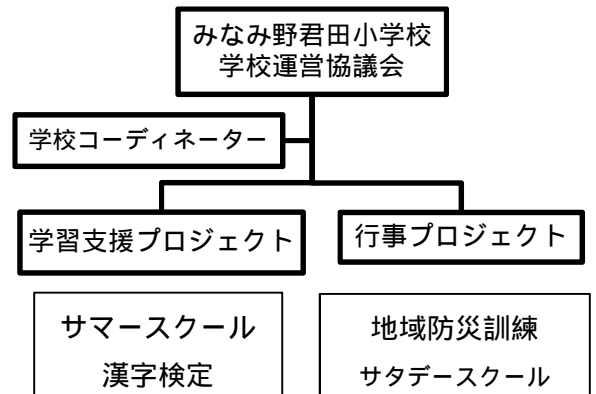 みなみ野君田小学校
学校運営協議会
学校コーディネーター
学習支援プロジェクト
行事プロジェクト
サマースクール
漢字検定
地域防災訓練
サタデースクール